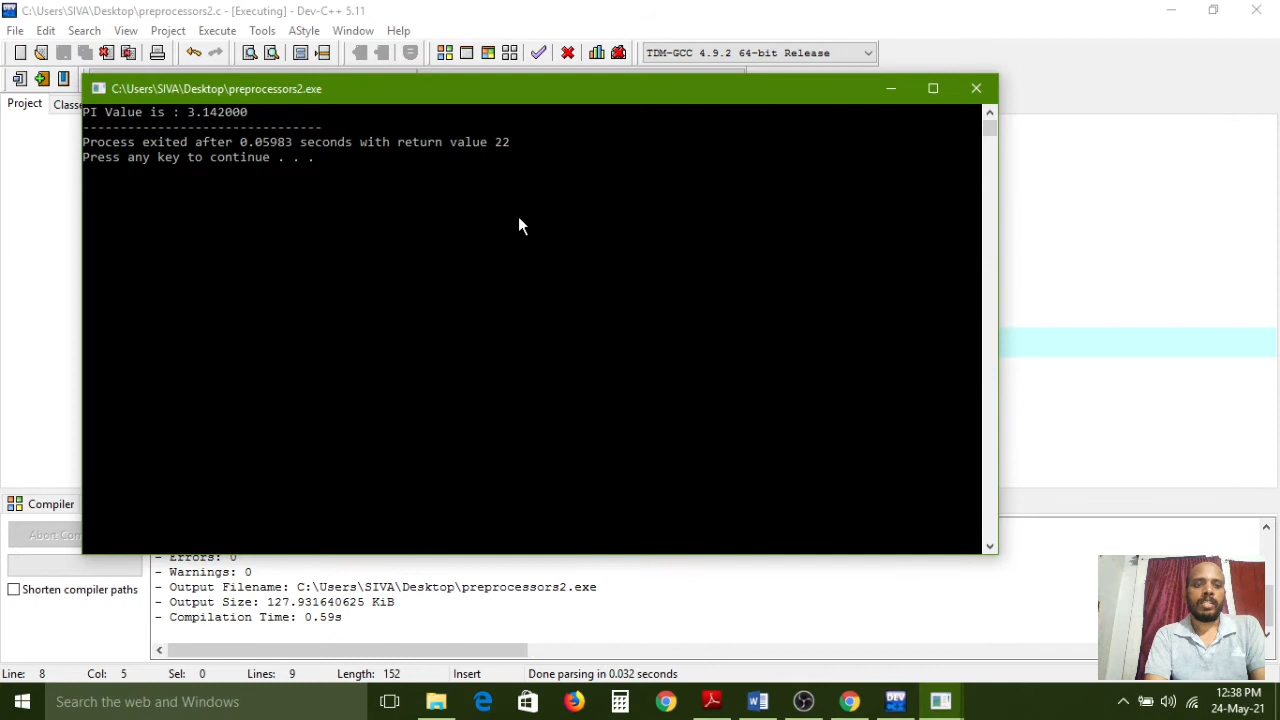 C:\Users\SIVA\Desktop\preprocessors2.c - [Executing] - Dev-C++ 5.11
File Edit Search View Project Execute Tools AStyle Window Help
TDM-GCC 4.9.2 64-bit Release
Project Classe
C:\Users\SIVA\Desktop\preprocessors2.exe
PI Value is : 3.142000
--------------------------------
Process exited after 0.05983 seconds with return value 22
Press any key to continue . . .
Compiler
Abort Com
Shorten compiler paths
- Errors: 0
- Warnings: 0
- Output Filename: C:\Users\SIVA\Desktop\preprocessors2.exe
- Output Size: 127.931640625 KiB
- Compilation Time: 0.59s
Line: 8 Col: 5 Sel: 0 Lines: 9 Length: 152 Insert Done parsing in 0.032 seconds
Search the web and Windows
12:38 PM
24-May-21